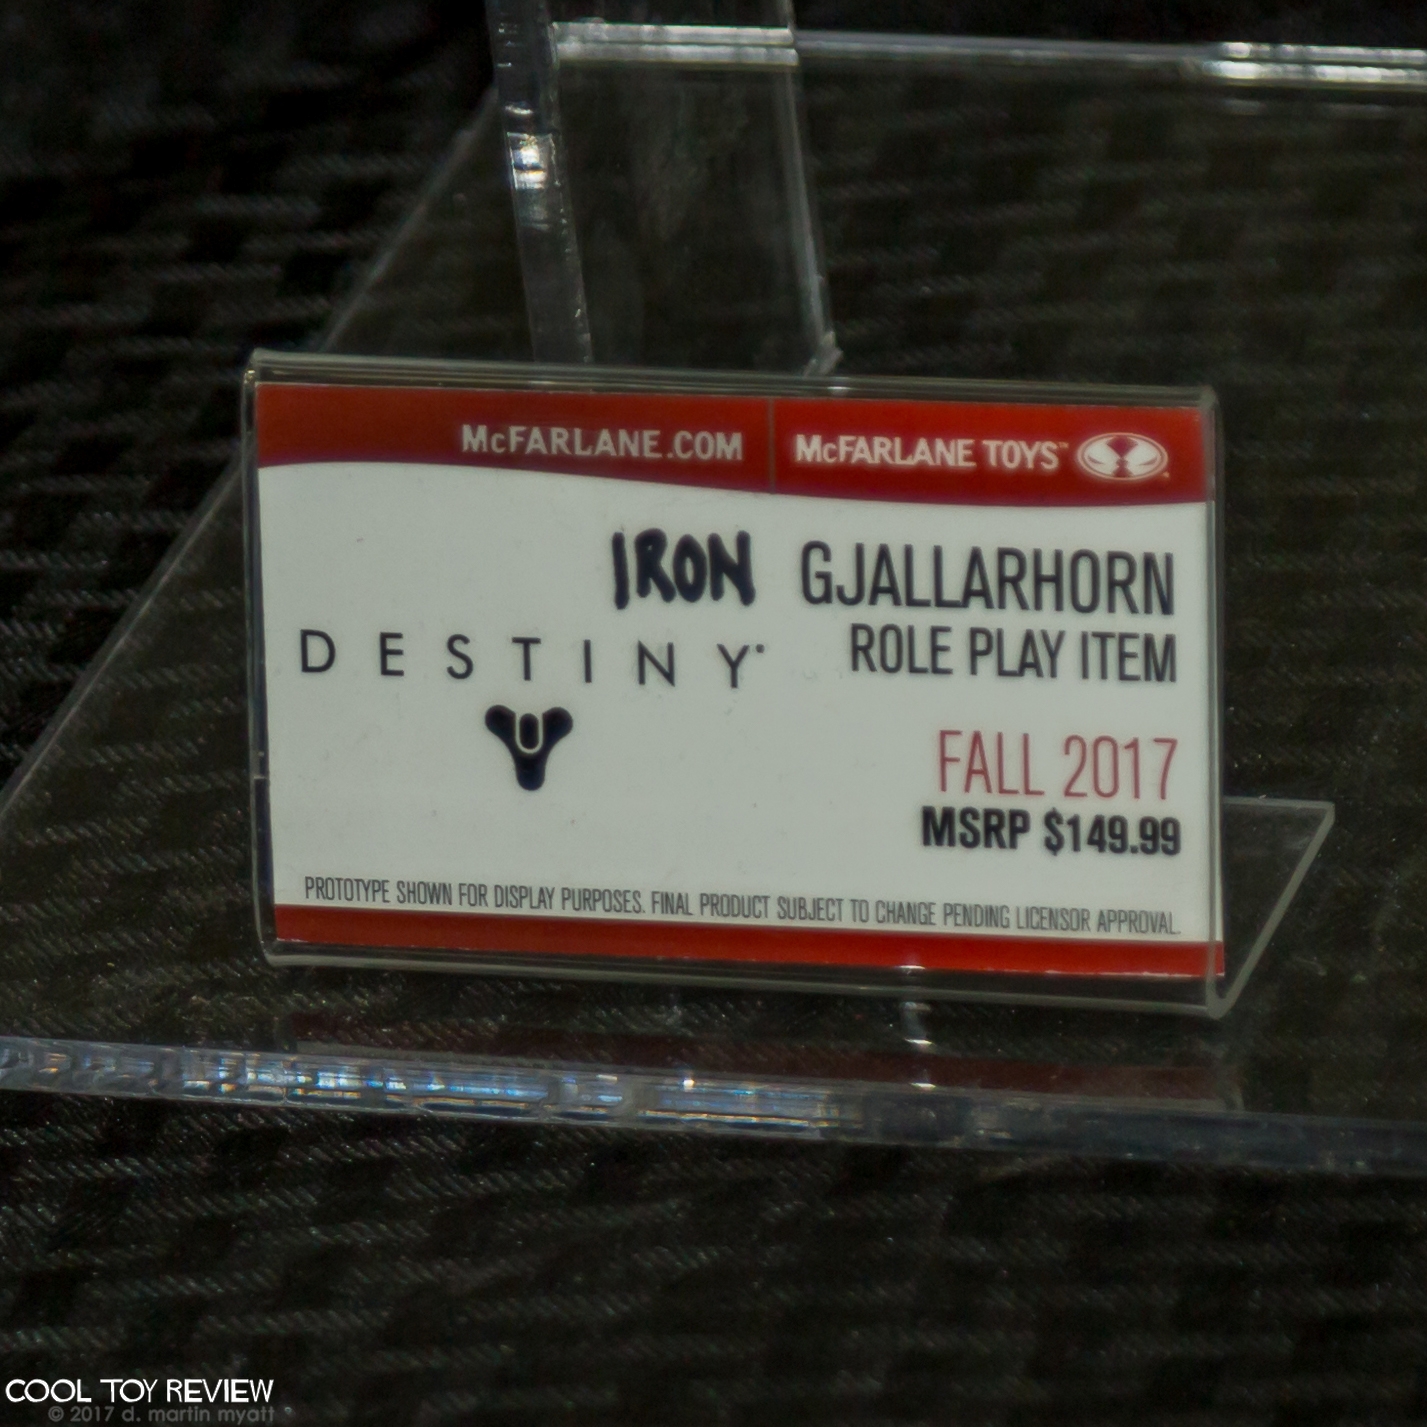 McFARLANE.COM
McFARLANE TOYS™
IRON GJALLARHORN
ROLE PLAY ITEM
DESTINY
FALL 2017
MSRP $149.99
PROTOTYPE SHOWN FOR DISPLAY PURPOSES. FINAL PRODUCT SUBJECT TO CHANGE PENDING LICENSOR APPROVAL.
COOL TOY REVIEW
© 2017 d. martin myatt